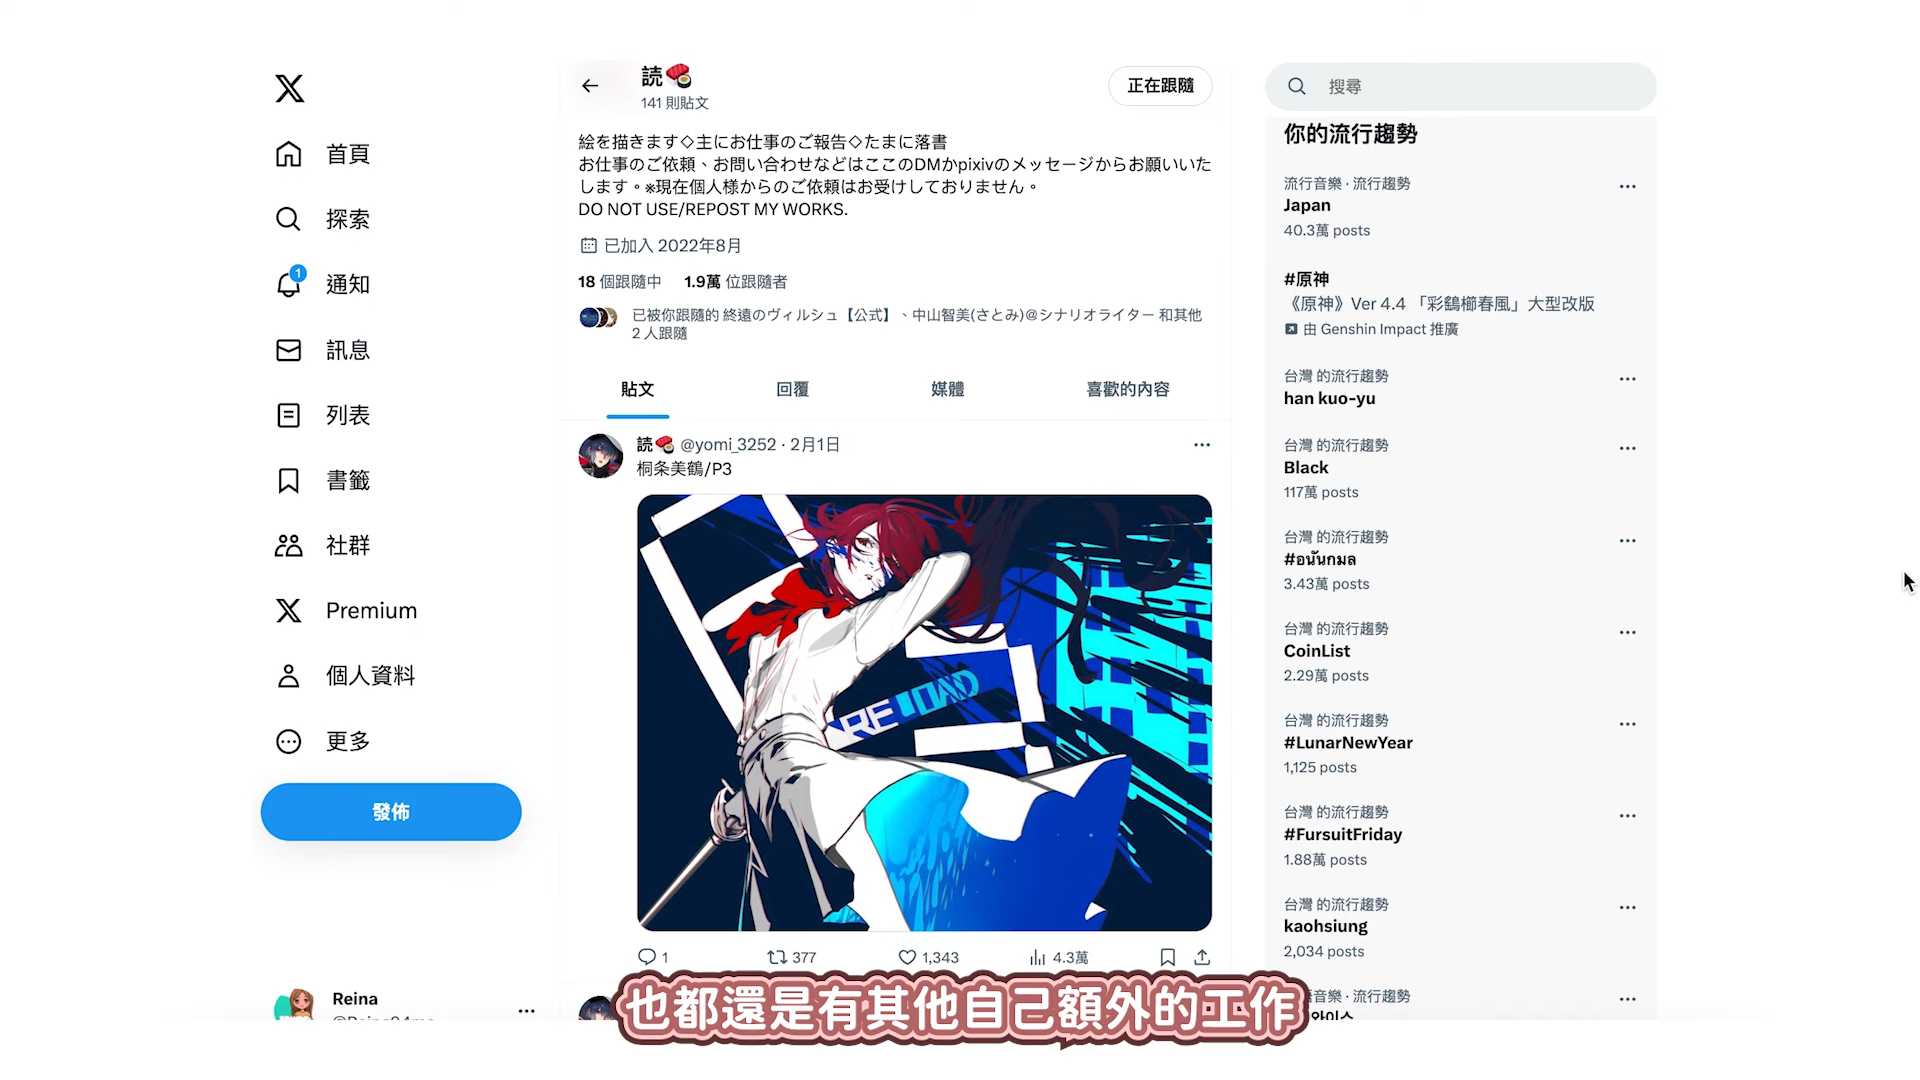 首頁
探索
1
通知
訊息
列表
書籤
社群
Premium
個人資料
更多
發佈
Reina
読🍣
141 則貼文
正在跟隨
絵を描きます◇主にお仕事のご報告◇たまに落書
お仕事のご依頼、お問い合わせなどはここのDMかpixivのメッセージからお願いいた
します。※現在個人様からのご依頼はお受けしておりません。
DO NOT USE/REPOST MY WORKS.
已加入 2022年8月
18 個跟隨中 1.9萬 位跟隨者
已被你跟隨的 終遠のヴィルシュ【公式】、中山智美(さとみ)@シナリオライター 和其他
2 人跟隨
貼文 回覆 媒體 喜歡的內容
読🍣 @yomi_3252 · 2月1日
桐条美鶴/P3
RELOAD
1 377 1,343 4.3萬
搜尋
你的流行趨勢
流行音樂 · 流行趨勢
Japan
40.3萬 posts
#原神
《原神》Ver 4.4 「彩鷂櫛春風」大型改版
由 Genshin Impact 推廣
台灣 的流行趨勢
han kuo-yu
台灣 的流行趨勢
Black
117萬 posts
台灣 的流行趨勢
#อนันกมล
3.43萬 posts
台灣 的流行趨勢
CoinList
2.29萬 posts
台灣 的流行趨勢
#LunarNewYear
1,125 posts
台灣 的流行趨勢
#FursuitFriday
1.88萬 posts
台灣 的流行趨勢
kaohsiung
2,034 posts
音樂 · 流行趨勢
也都還是有其他自己額外的工作